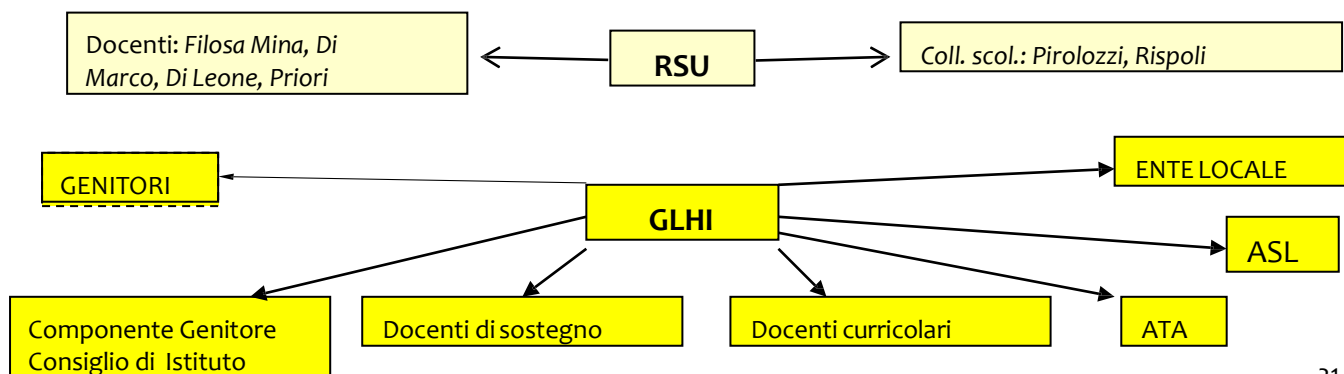 Docenti: Filosa Mina, Di
Marco, Di Leone, Priori
RSU
Coll. scol.: Pirolozzi, Rispoli
GENITORI
ENTE LOCALE
GLHI
ASL
Componente Genitore
Consiglio di Istituto
Docenti di sostegno
Docenti curricolari
ATA